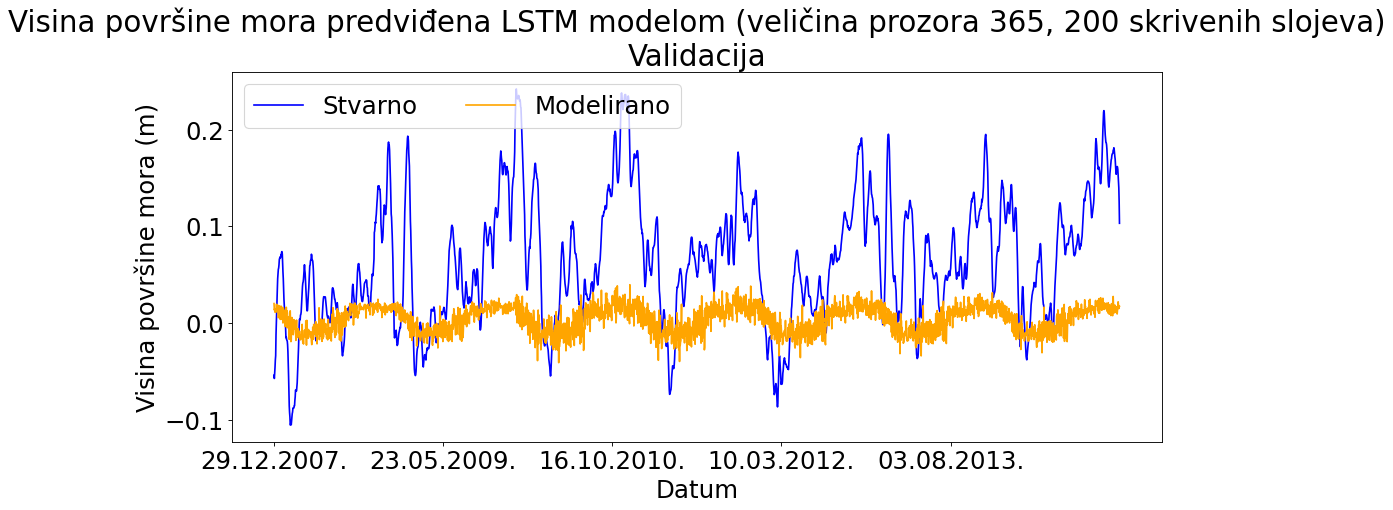 Visina površine mora predviđena LSTM modelom (veličina prozora 365, 200 skrivenih slojeva)
Validacija
Stvarno Modelirano
Visina površine mora (m)
0.2
0.1
0.0
−0.1
29.12.2007. 23.05.2009. 16.10.2010. 10.03.2012. 03.08.2013.
Datum